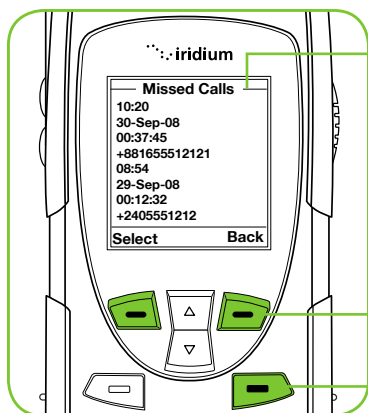 iridium
Missed Calls
10:20
30-Sep-08
00:37:45
+881655512121
08:54
29-Sep-08
00:12:32
+2405551212
Select Back